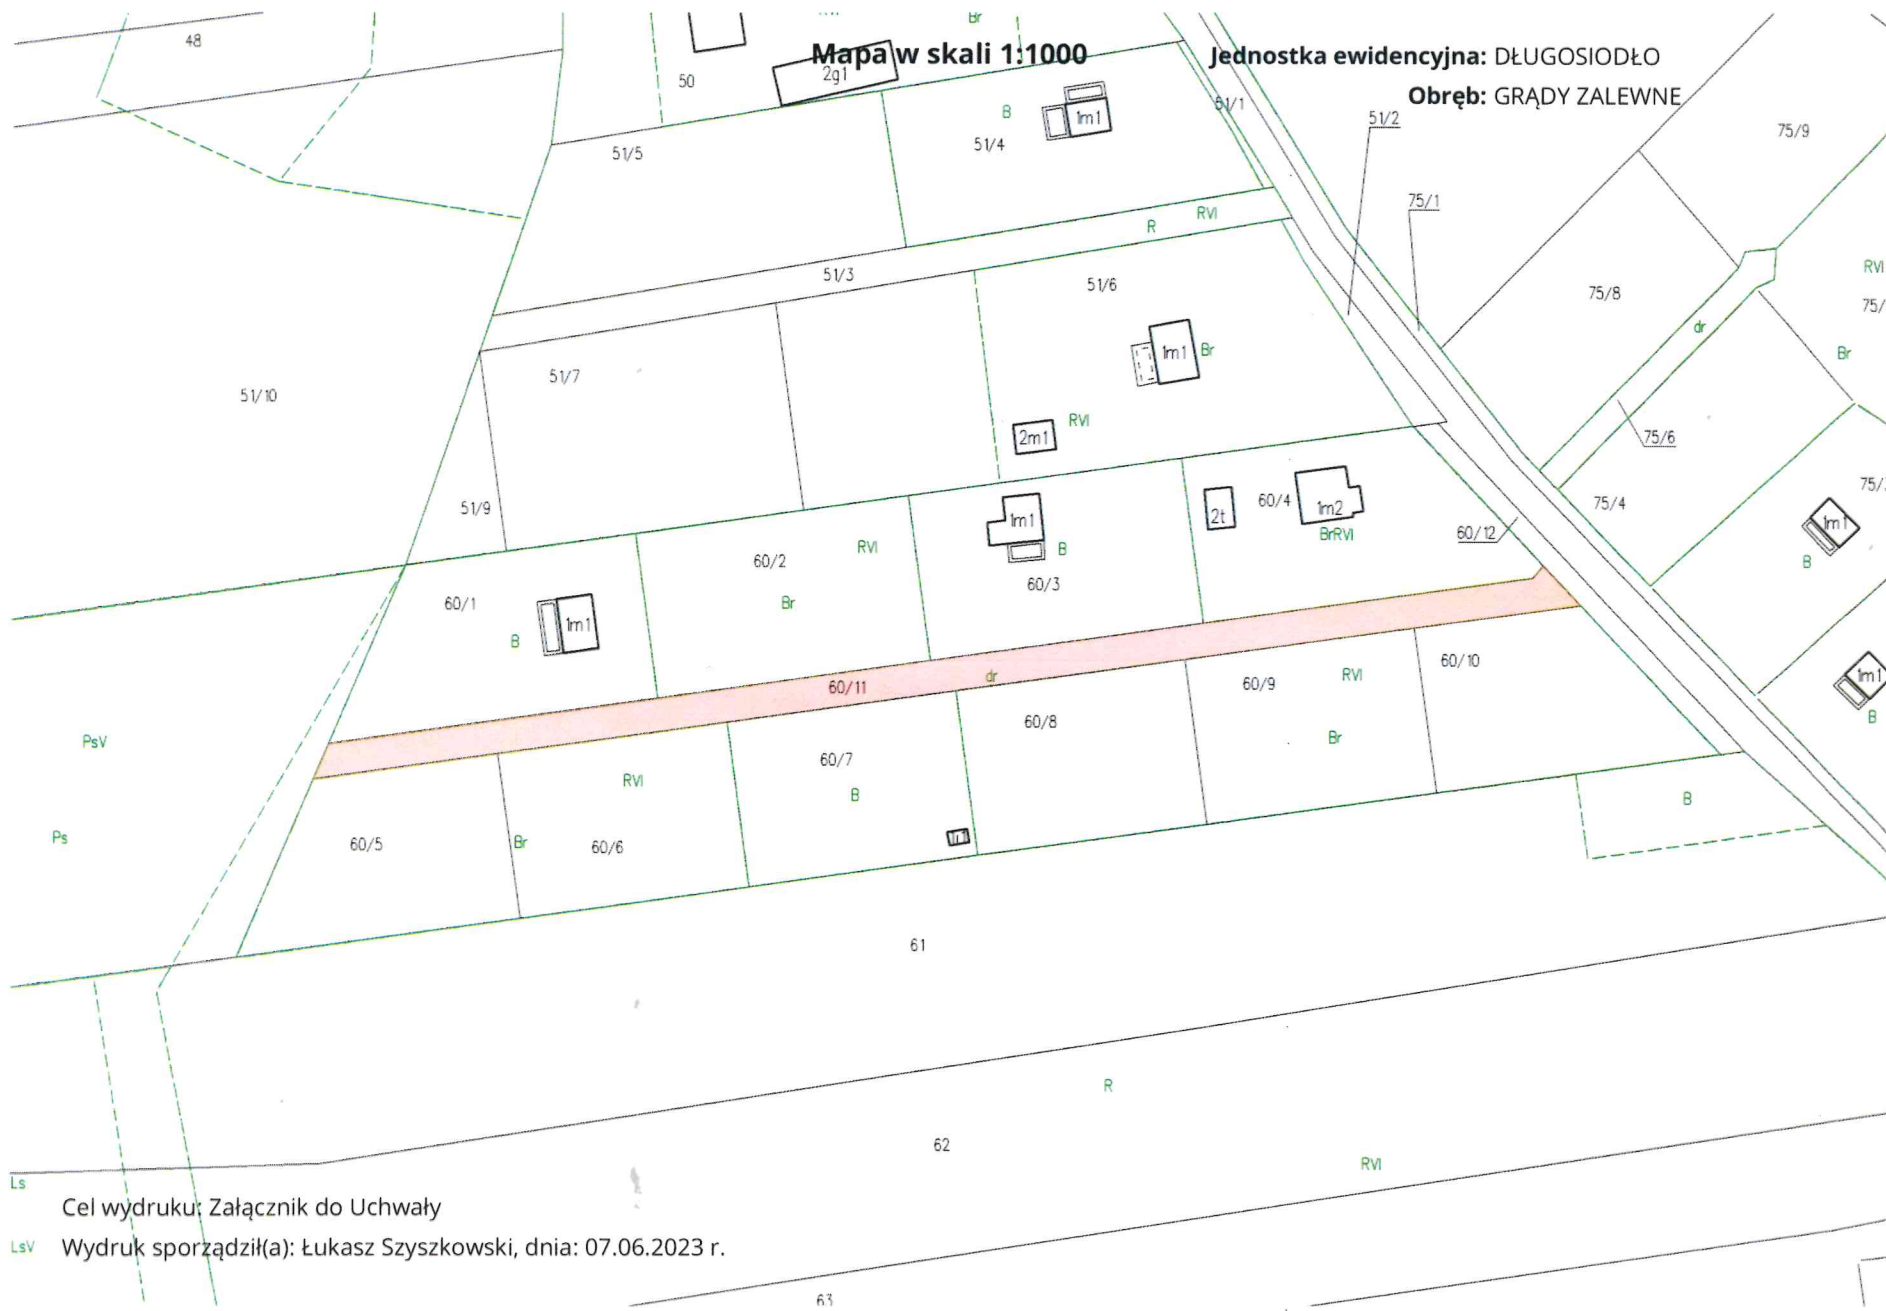 Mapa w skali 1:1000
Jednostka ewidencyjna: DŁUGOSIODŁO
Obręb: GRĄDY ZALEWNE
48
Br
50
2g1
B
1m1
51/1
51/2
51/5
51/4
75/9
75/1
RVI
R
51/3
51/6
75/8
RVI
dr
1m1
Br
Br
51/7
51/10
RVI
2m1
75/6
51/9
1m1
2t
60/4
1m2
BrRVI
60/12
75/4
1m1
B
RVI
B
60/2
60/3
60/1
Br
B
1m1
60/11
dr
60/9
RVI
60/10
1m1
B
PsV
60/8
Br
60/7
RVI
B
B
Ps
60/5
Br
60/6
61
R
62
RVI
Ls
Cel wydruku: Załącznik do Uchwały
LsV
Wydruk sporządził(a): Łukasz Szyszkowski, dnia: 07.06.2023 r.
63